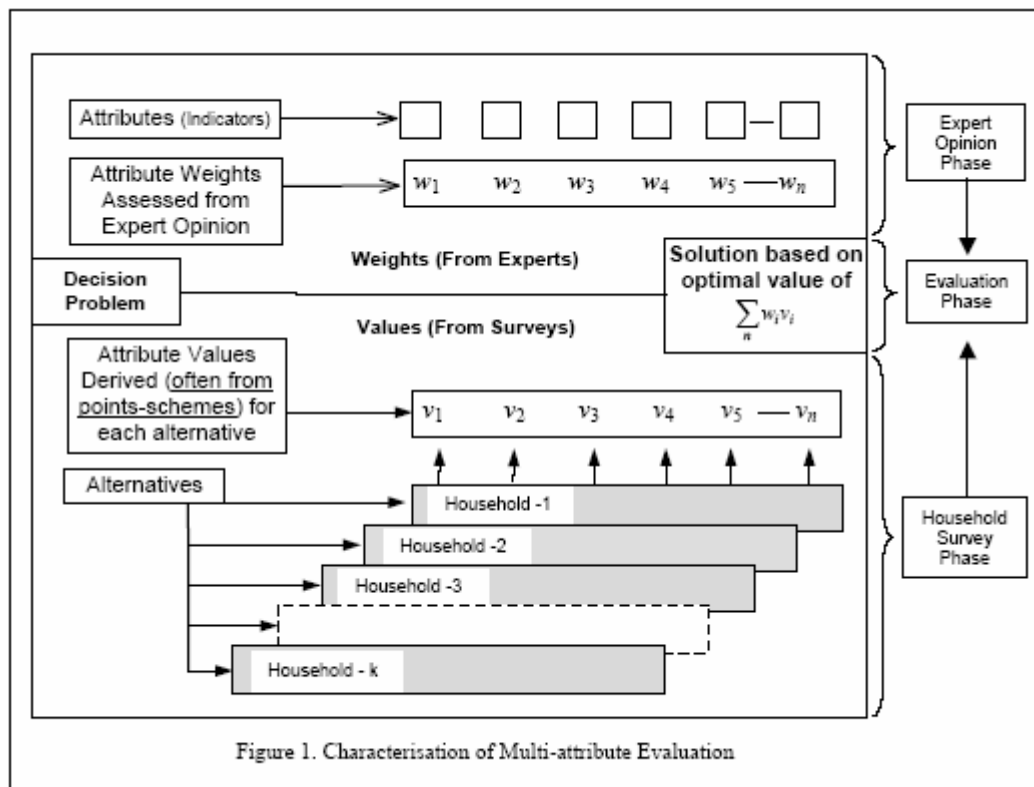 Attributes (Indicators)
Attribute Weights
Assessed from
Expert Opinion
w1 w2 w3 w4 w5 — wn
Expert
Opinion
Phase
Weights (From Experts)
Decision
Problem
Values (From Surveys)
Solution based on
optimal value of
∑ wivi
n
Evaluation
Phase
Attribute Values
Derived (often from
points-schemes) for
each alternative
v1 v2 v3 v4 v5 — vn
Alternatives
Household -1
Household -2
Household -3
Household - k
Household
Survey
Phase
Figure 1. Characterisation of Multi-attribute Evaluation